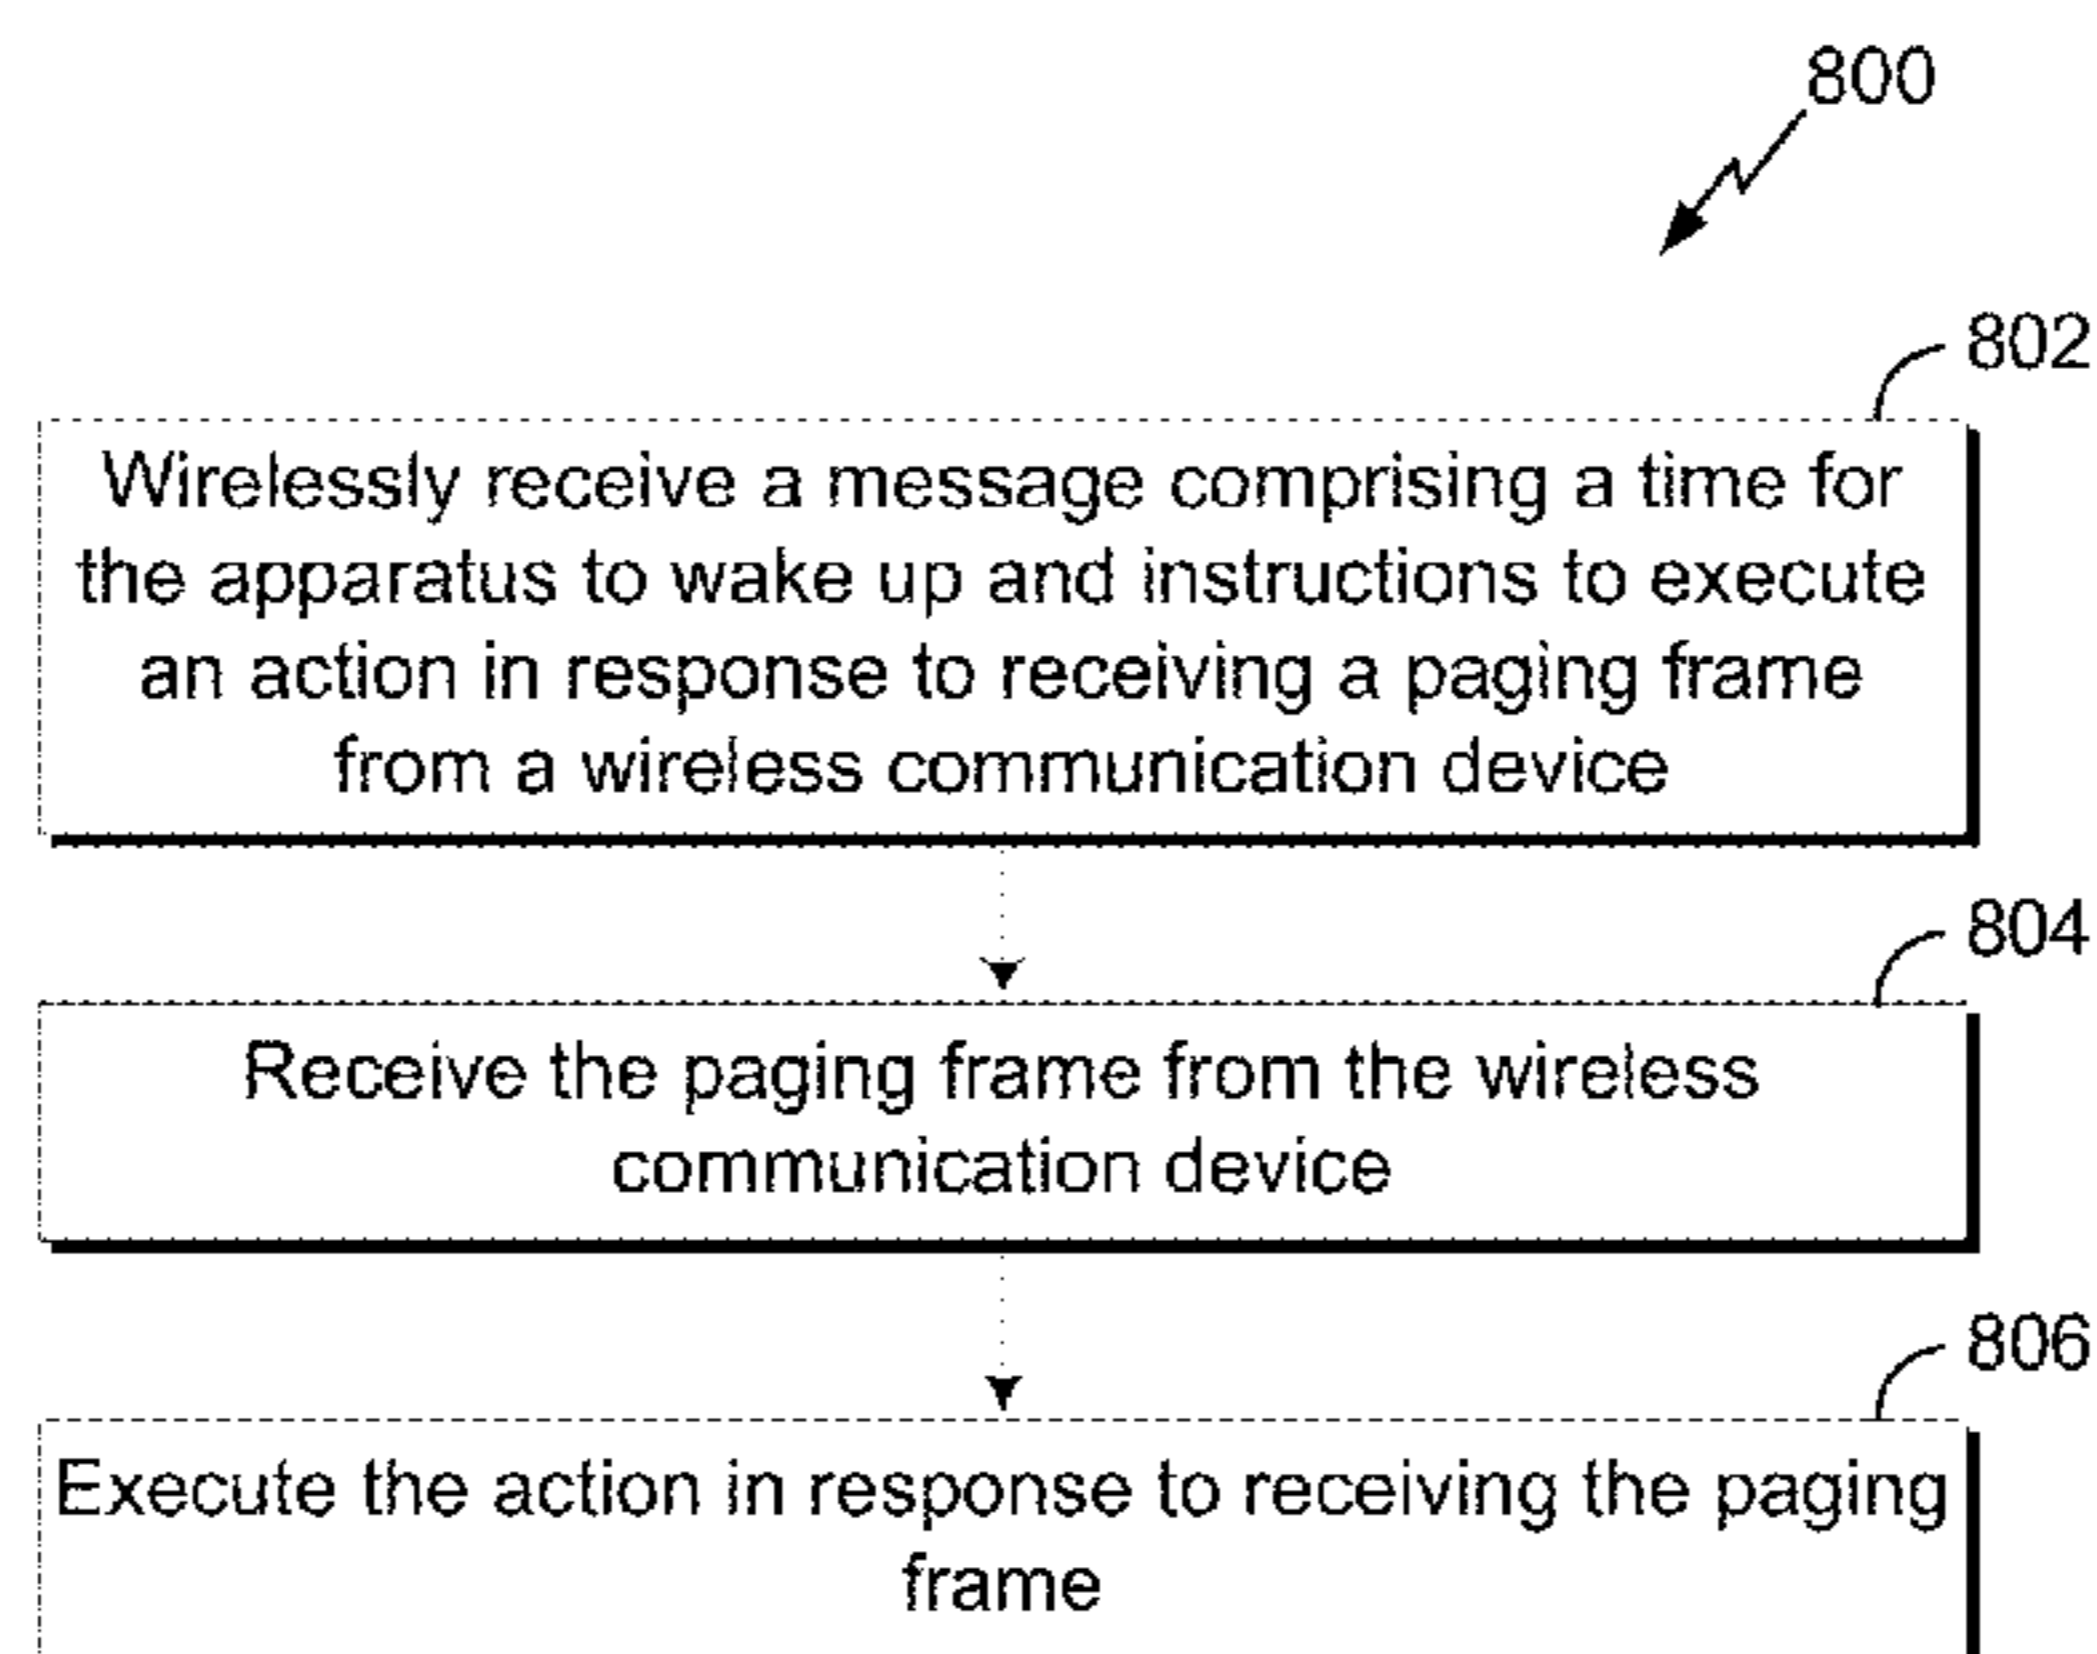 800
802
Wirelessly receive a message comprising a time for
the apparatus to wake up and instructions to execute
an action in response to receiving a paging frame
from a wireless communication device
804
Receive the paging frame from the wireless
communication device
806
Execute the action in response to receiving the paging
frame